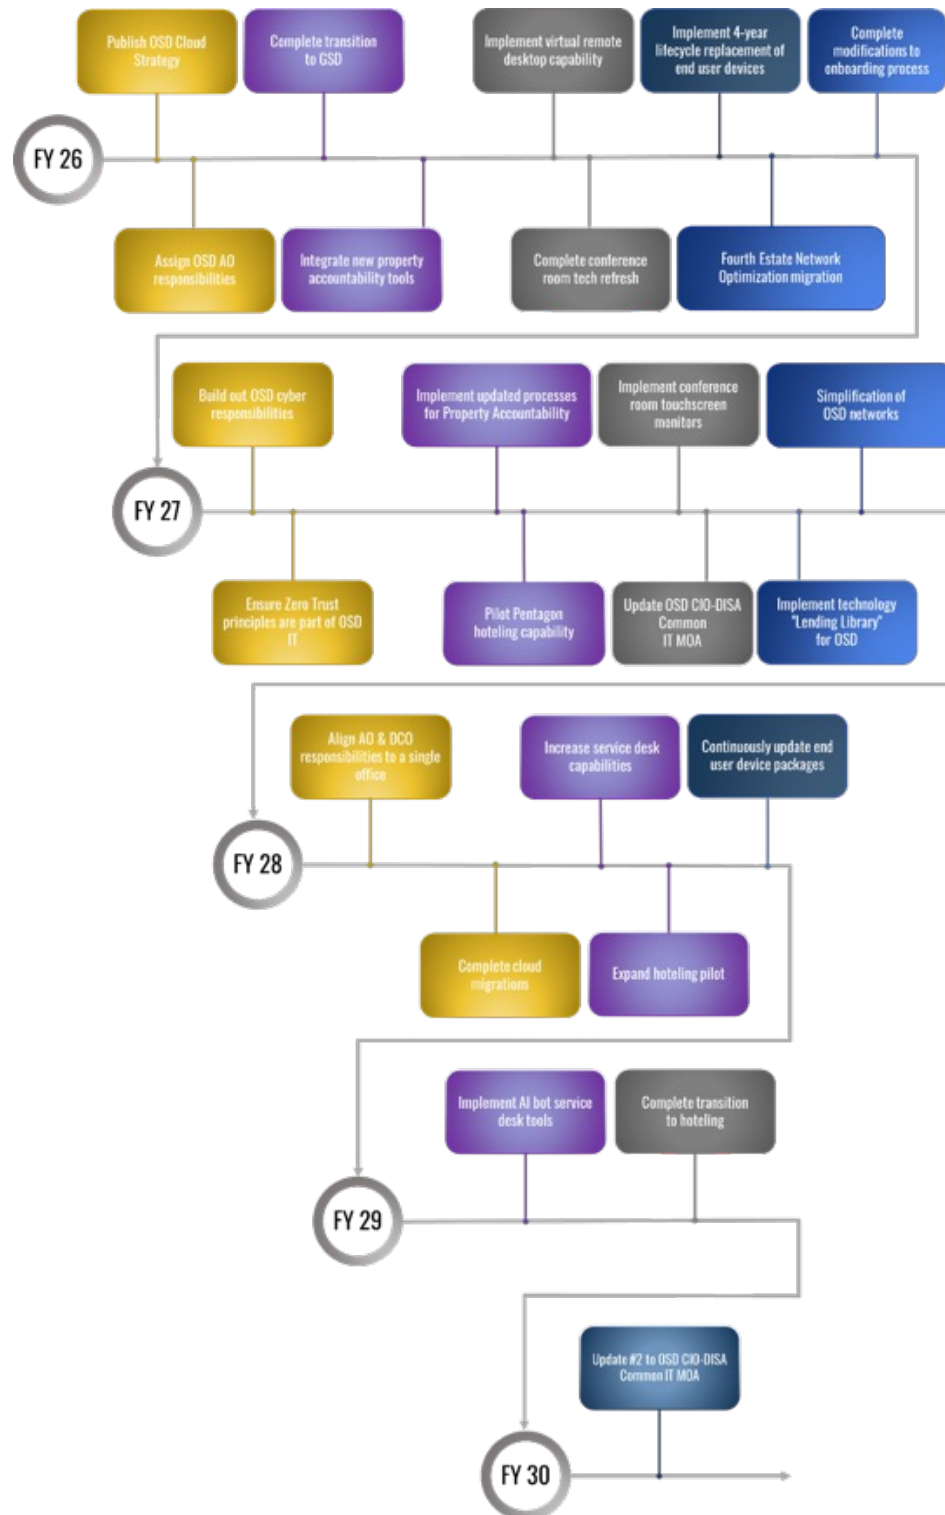 Publish OSD Cloud
Strategy
Complete transition
to GSD
Implement virtual remote
desktop capability
Implement 4-year
lifecycle replacement of
end user devices
Complete
modifications to
onboarding process
FY 26
Assign OSD AO
responsibilities
Integrate new property
accountability tools
Complete conference
room tech refresh
Fourth Estate Network
Optimization migration
Build out OSD cyber
responsibilities
Implement updated processes
for Property Accountability
Implement conference
room touchscreen
monitors
Simplification of
OSD networks
FY 27
Ensure Zero Trust
principles are part of OSD
IT
Pilot Pentagon
hoteling capability
Update OSD CIO-DISA
Common
IT MOA
Implement technology
"Lending Library"
for OSD
Align AO & DCO
responsibilities to a single
office
Increase service desk
capabilities
Continuously update end
user device packages
FY 28
Complete cloud
migrations
Expand hoteling pilot
Implement AI bot service
desk tools
Complete transition
to hoteling
FY 29
Update #2 to OSD CIO-DISA
Common IT MOA
FY 30